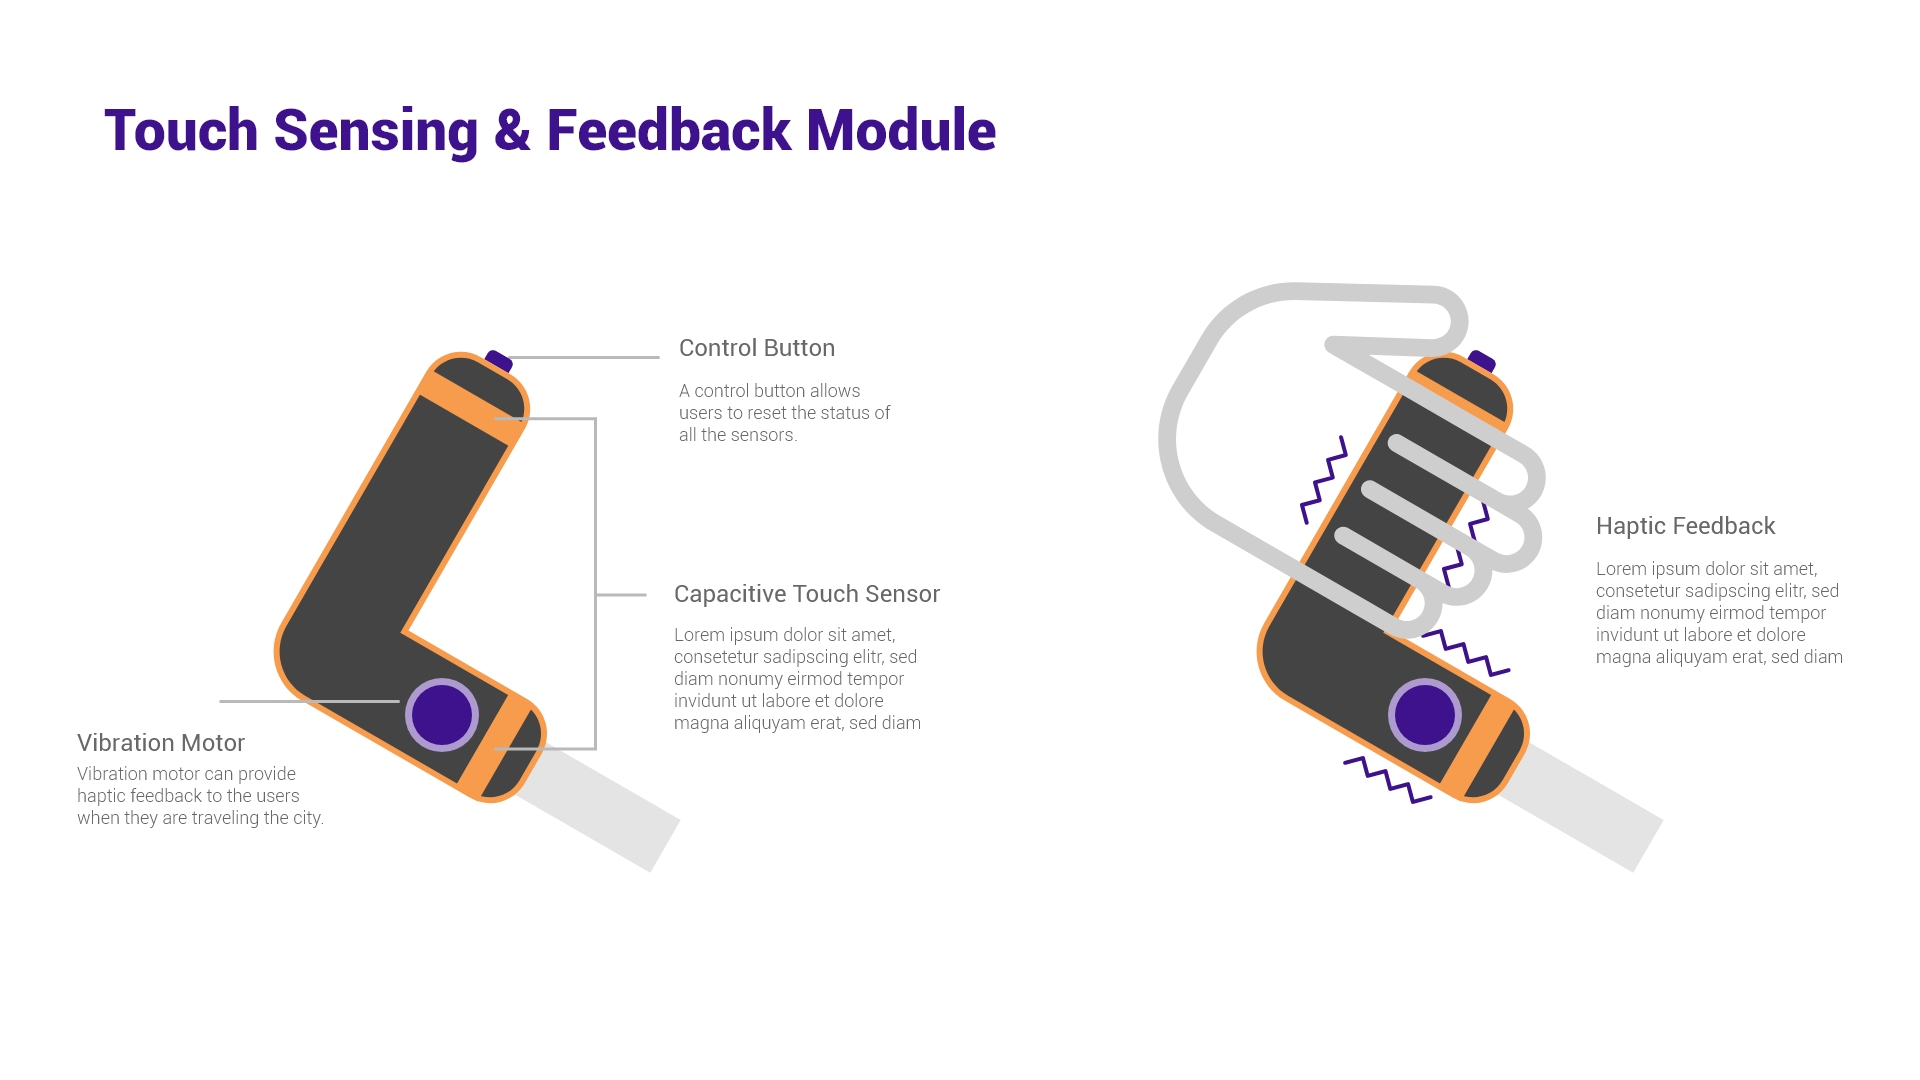 Touch Sensing & Feedback Module
Control Button
A control button allows
users to reset the status of
all the sensors.
Capacitive Touch Sensor
Lorem ipsum dolor sit amet,
consetetur sadipscing elitr, sed
diam nonumy eirmod tempor
invidunt ut labore et dolore
magna aliquyam erat, sed diam
Vibration Motor
Vibration motor can provide
haptic feedback to the users
when they are traveling the city.
Haptic Feedback
Lorem ipsum dolor sit amet,
consetetur sadipscing elitr, sed
diam nonumy eirmod tempor
invidunt ut labore et dolore
magna aliquyam erat, sed diam